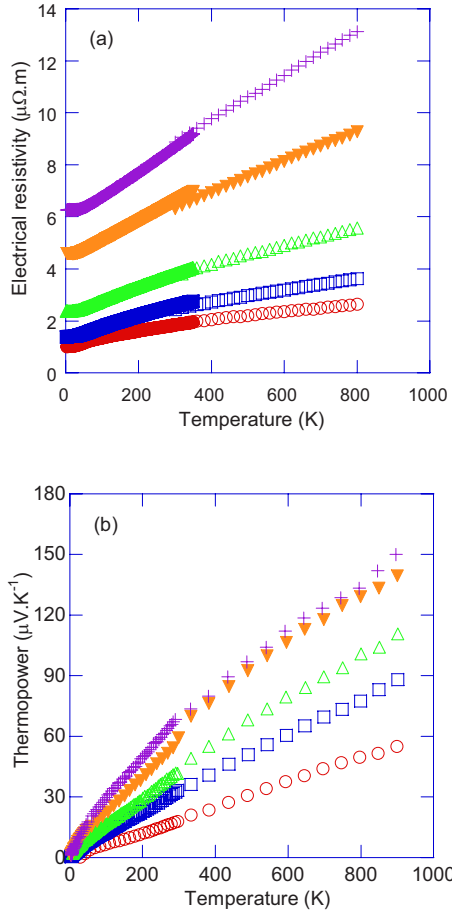 (a)
14
12
10
8
6
4
2
0
Electrical resistivity (μΩ.m)
0 200 400 600 800 1000
Temperature (K)
(b)
180
150
120
90
60
30
0
Thermopower (μV.K⁻¹)
0 200 400 600 800 1000
Temperature (K)